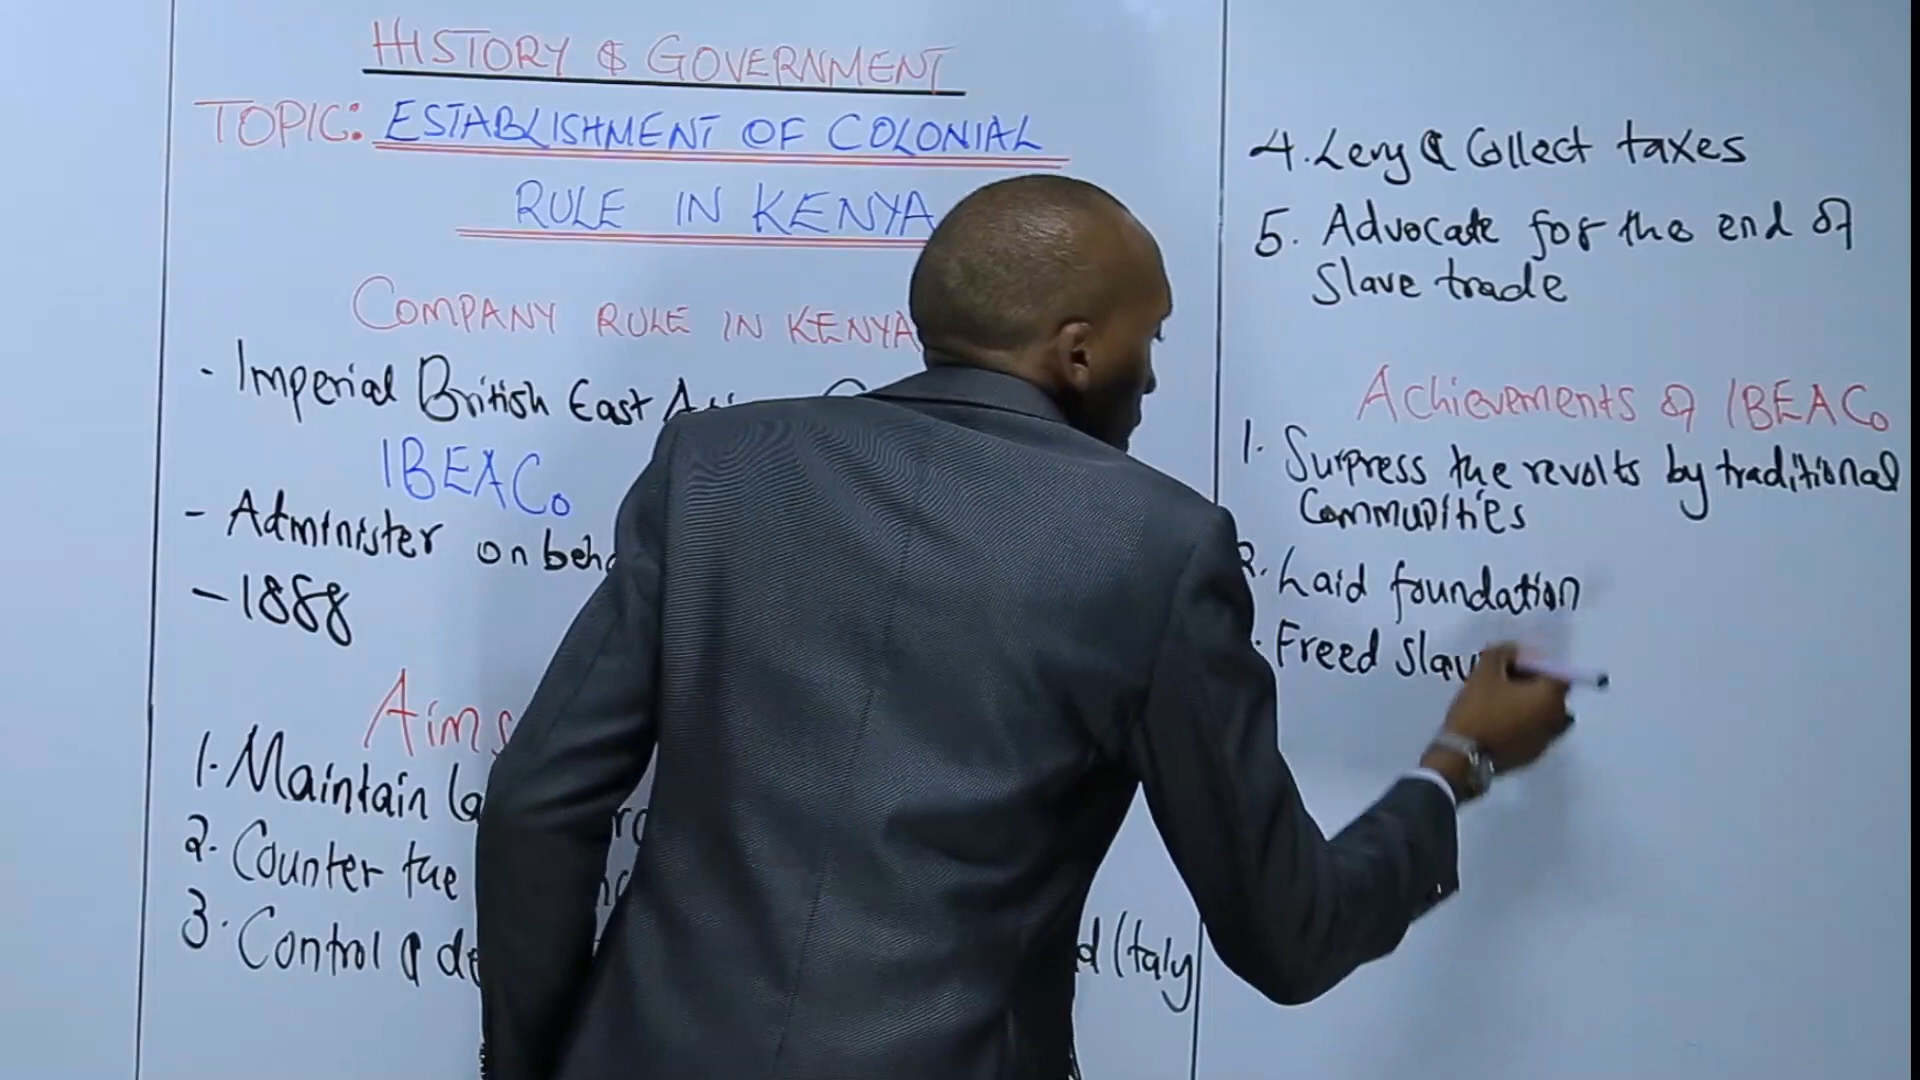 HISTORY & GOVERNMENT
TOPIC: ESTABLISHMENT OF COLONIAL
RULE IN KENYA
COMPANY RULE IN KENYA
- Imperial British East
IBEACo
- Administer on beh
- 1888
Aims
1. Maintain la
2. Counter the
3. Control & de
d Italy
4. Levy & Collect taxes
5. Advocate for the end of
Slave trade
Achievements of IBEACo
1. Surpress the revolts by traditional
Communities
2. Laid foundation
Freed Slav